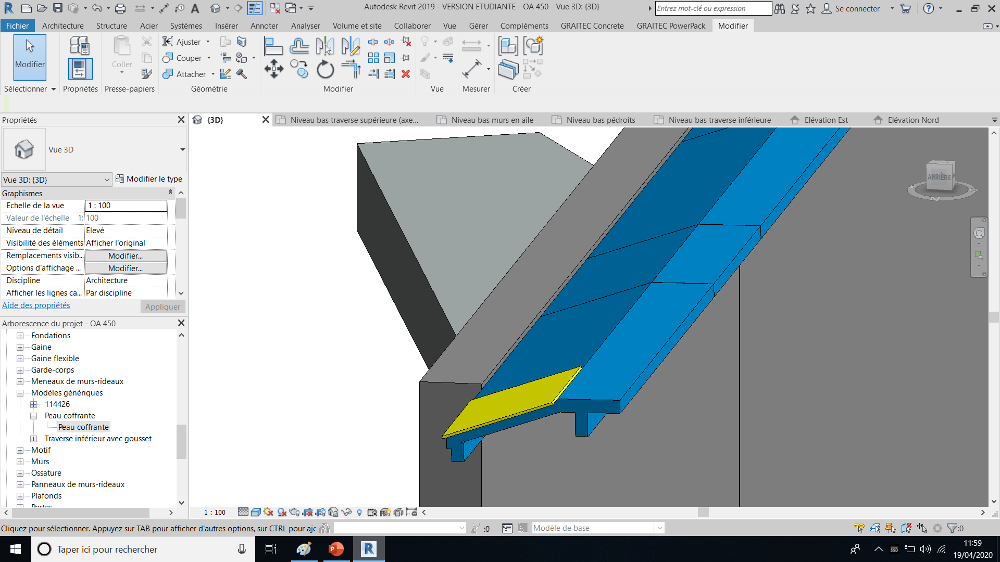 Autodesk Revit 2019 - VERSION ETUDIANTE - OA 450 - Vue 3D: {3D}
Entrez mot-clé ou expression
Se connecter
Fichier
Architecture
Structure
Acier
Systèmes
Insérer
Annoter
Analyser
Volume et site
Collaborer
Vue
Gérer
Compléments
GRAITEC Concrete
GRAITEC PowerPack
Modifier
Modifier
Coller
Ajuster
Couper
Attacher
Sélectionner
Propriétés
Presse-papiers
Géométrie
Modifier
Vue
Mesurer
Créer
Propriétés
{3D}
Niveau bas traverse supérieure (axe...
Niveau bas murs en aile
Niveau bas pédroits
Niveau bas traverse inférieure
Elévation Est
Elévation Nord
Vue 3D
Vue 3D: {3D}
Modifier le type
Graphismes
Echelle de la vue 1 : 100
Valeur de l'échelle 1: 100
Niveau de détail Elevé
Visibilité des éléments Afficher l'original
Remplacements visib... Modifier...
Options d'affichage ... Modifier...
Discipline Architecture
Afficher les lignes ca... Par discipline
Aide des propriétés
Appliquer
Arborescence du projet - OA 450
Fondations
Gaine
Gaine flexible
Garde-corps
Meneaux de murs-rideaux
Modèles génériques
114426
Peau coffrante
Peau coffrante
Traverse inférieur avec gousset
Motif
Murs
Ossature
Panneaux de murs-rideaux
Plafonds
Portes
ARRIÈRE
N
1 : 100
Cliquez pour sélectionner. Appuyez sur TAB pour afficher d'autres options, sur CTRL pour ajo
:0
Modèle de base
:0
Taper ici pour rechercher
SSD
11:59
19/04/2020